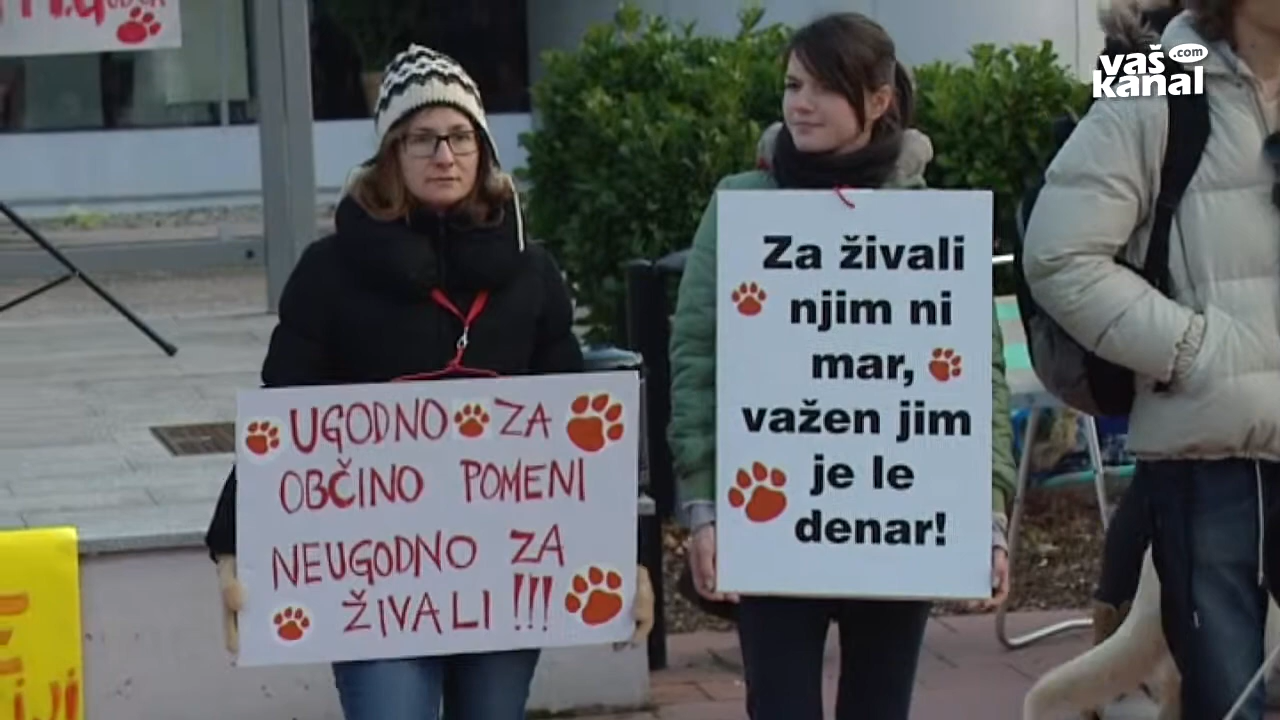 vaš.com
kanal
UGODNO ZA
OBČINO POMENI
NEUGODNO ZA
ŽIVALI !!!
Za živali
njim ni
mar,
važen jim
je le
denar!